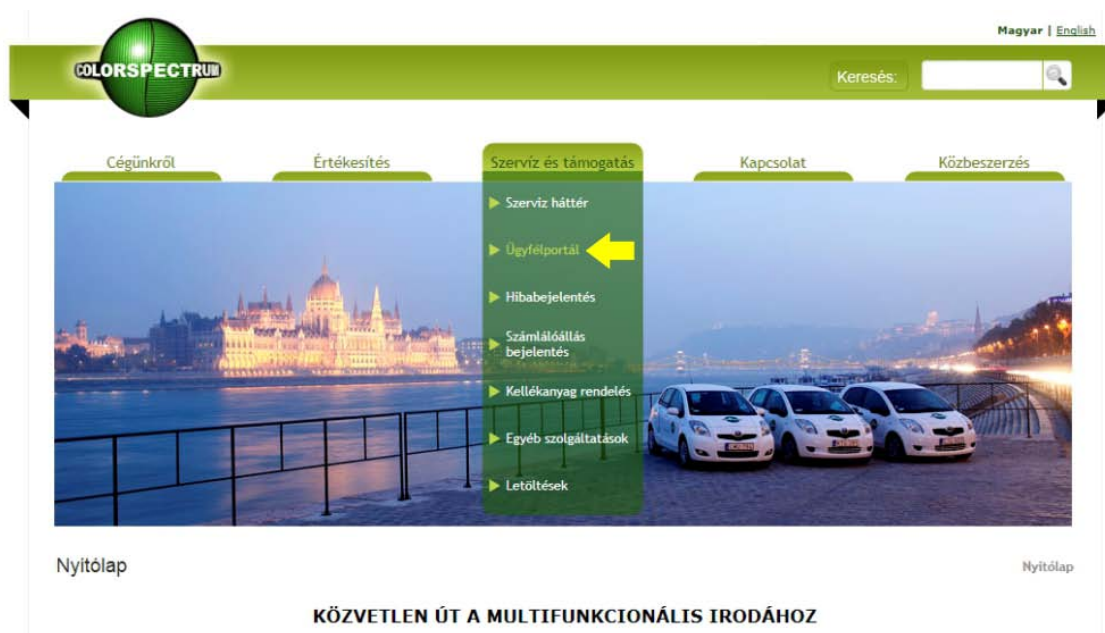 Magyar | English
COLORSPECTRUM
Keresés:
Cégünkről
Értékesítés
Szervíz és támogatás
Kapcsolat
Közbeszerzés
Szerviz háttér
Ügyfélportál
Hibabejelentés
Számlálóállás
bejelentés
Kellékanyag rendelés
Egyéb szolgáltatások
Letöltések
Nyitólap
Nyitólap
KÖZVETLEN ÚT A MULTIFUNKCIONÁLIS IRODÁHOZ